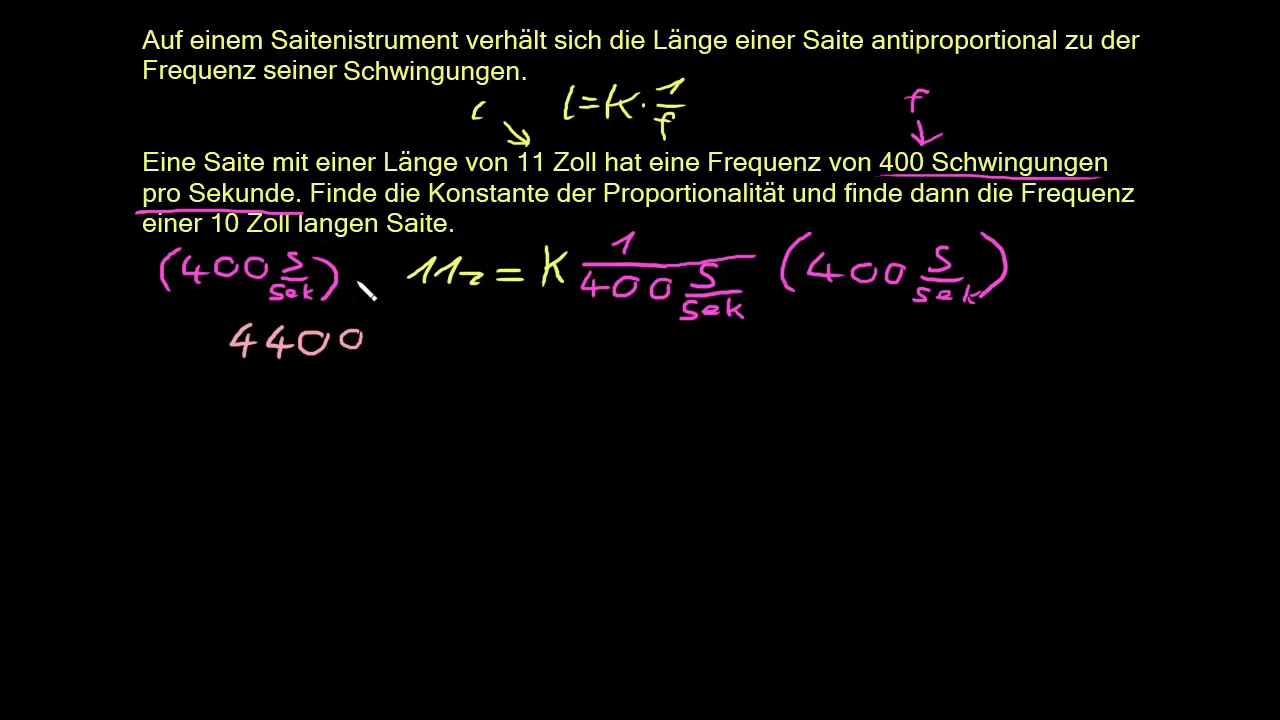 Auf einem Saitenistrument verhält sich die Länge einer Saite antiproportional zu der
Frequenz seiner Schwingungen.
l l = k · 1/f f
Eine Saite mit einer Länge von 11 Zoll hat eine Frequenz von 400 Schwingungen
pro Sekunde. Finde die Konstante der Proportionalität und finde dann die Frequenz
einer 10 Zoll langen Saite.
(400 S/sek) 11z = k 1/(400 S/sek) (400 S/sek)
4400